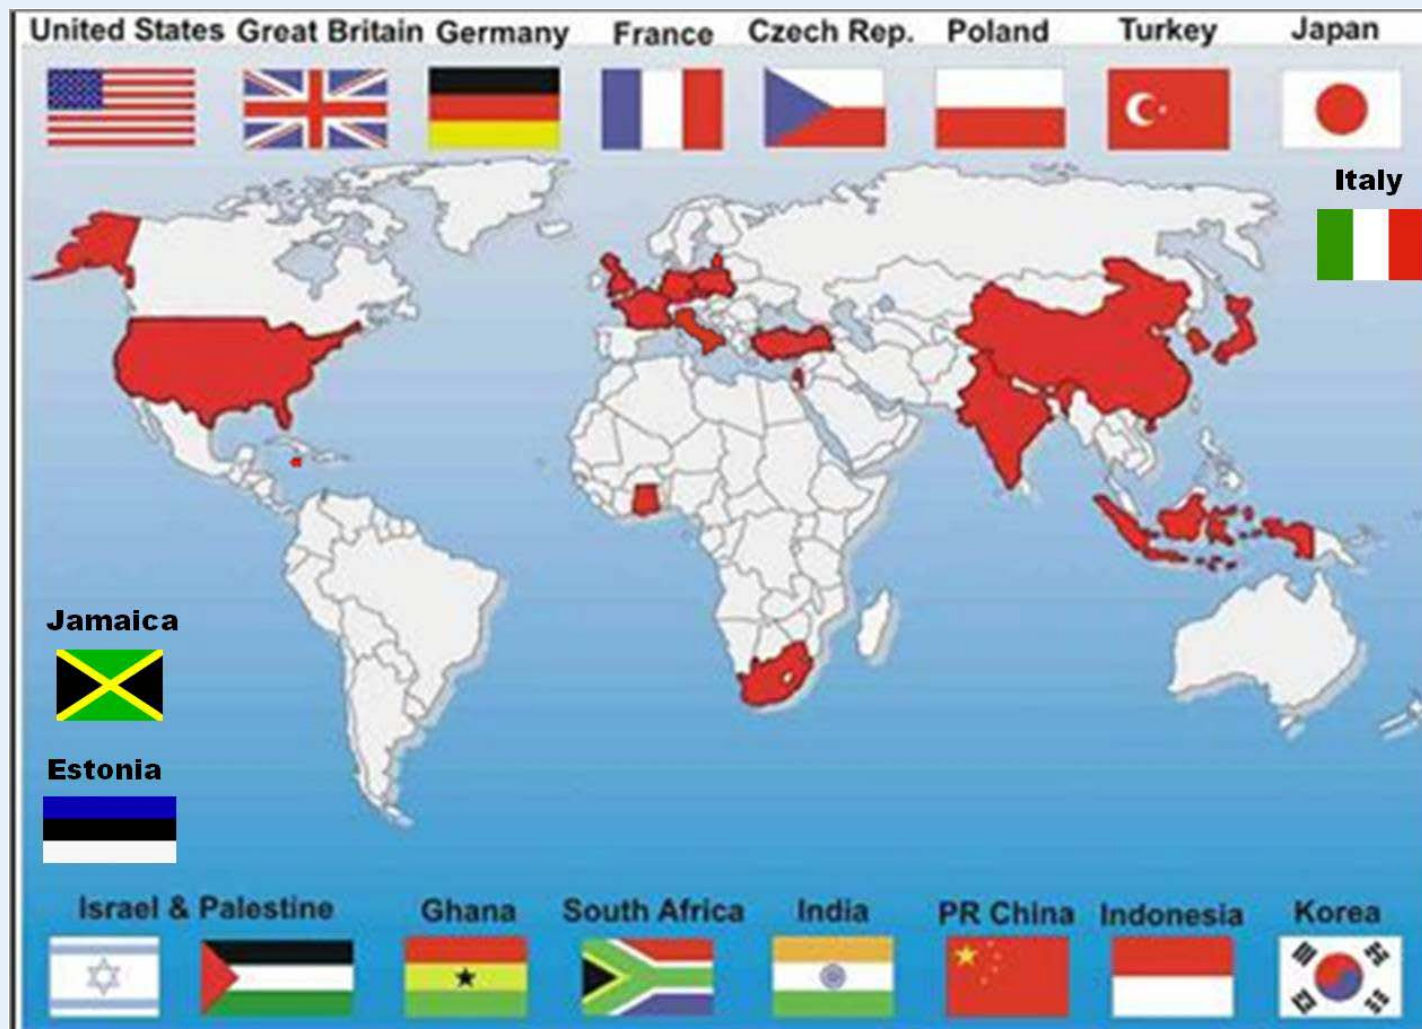 United States Great Britain Germany France Czech Rep. Poland Turkey Japan
Italy
Jamaica
Estonia
Israel & Palestine Ghana South Africa India PR China Indonesia Korea